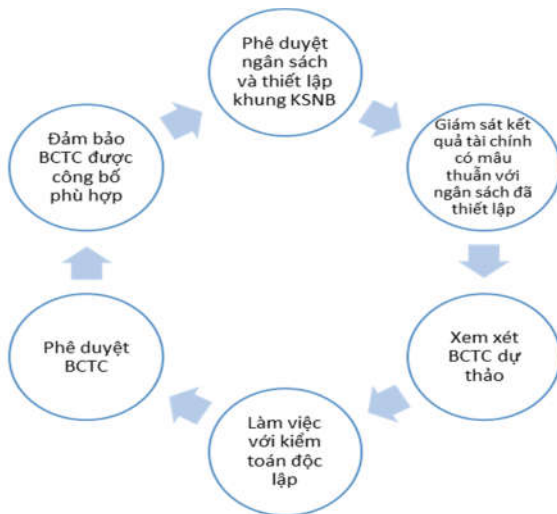 Phê duyệt
ngân sách
và thiết lập
khung KSNB
Giám sát kết
quả tài chính
có mâu
thuẫn với
ngân sách đã
thiết lập
Xem xét
BCTC dự
thảo
Làm việc
với kiểm
toán độc
lập
Phê duyệt
BCTC
Đảm bảo
BCTC được
công bố
phù hợp